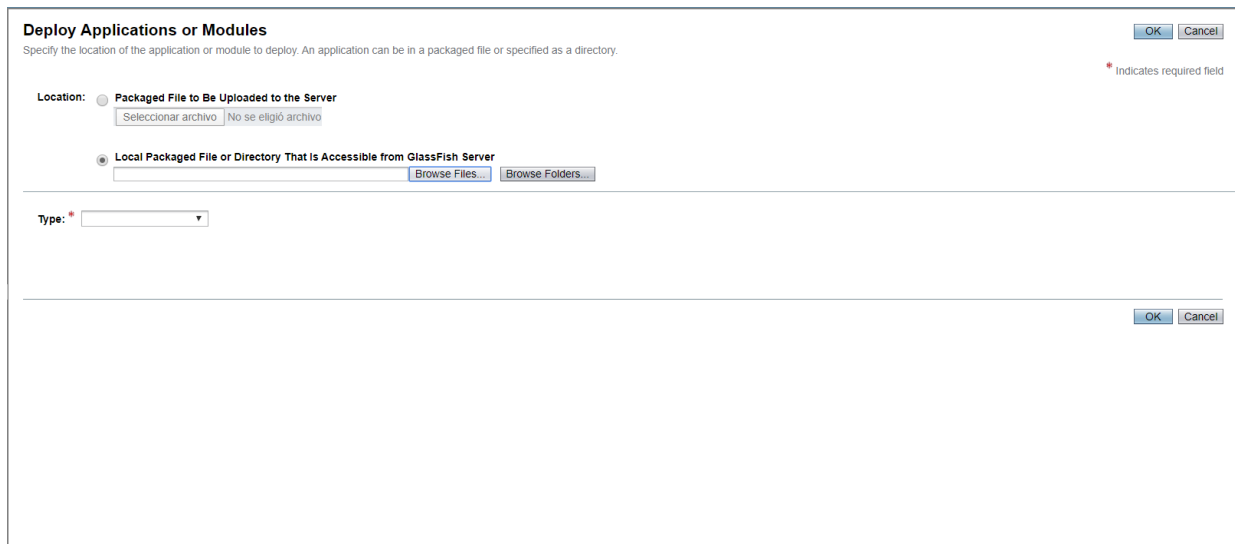 Deploy Applications or Modules
OK Cancel
Specify the location of the application or module to deploy. An application can be in a packaged file or specified as a directory.
* Indicates required field
Location: Packaged File to Be Uploaded to the Server
Seleccionar archivo No se eligió archivo
Local Packaged File or Directory That Is Accessible from GlassFish Server
Browse Files... Browse Folders...
Type: *
OK Cancel